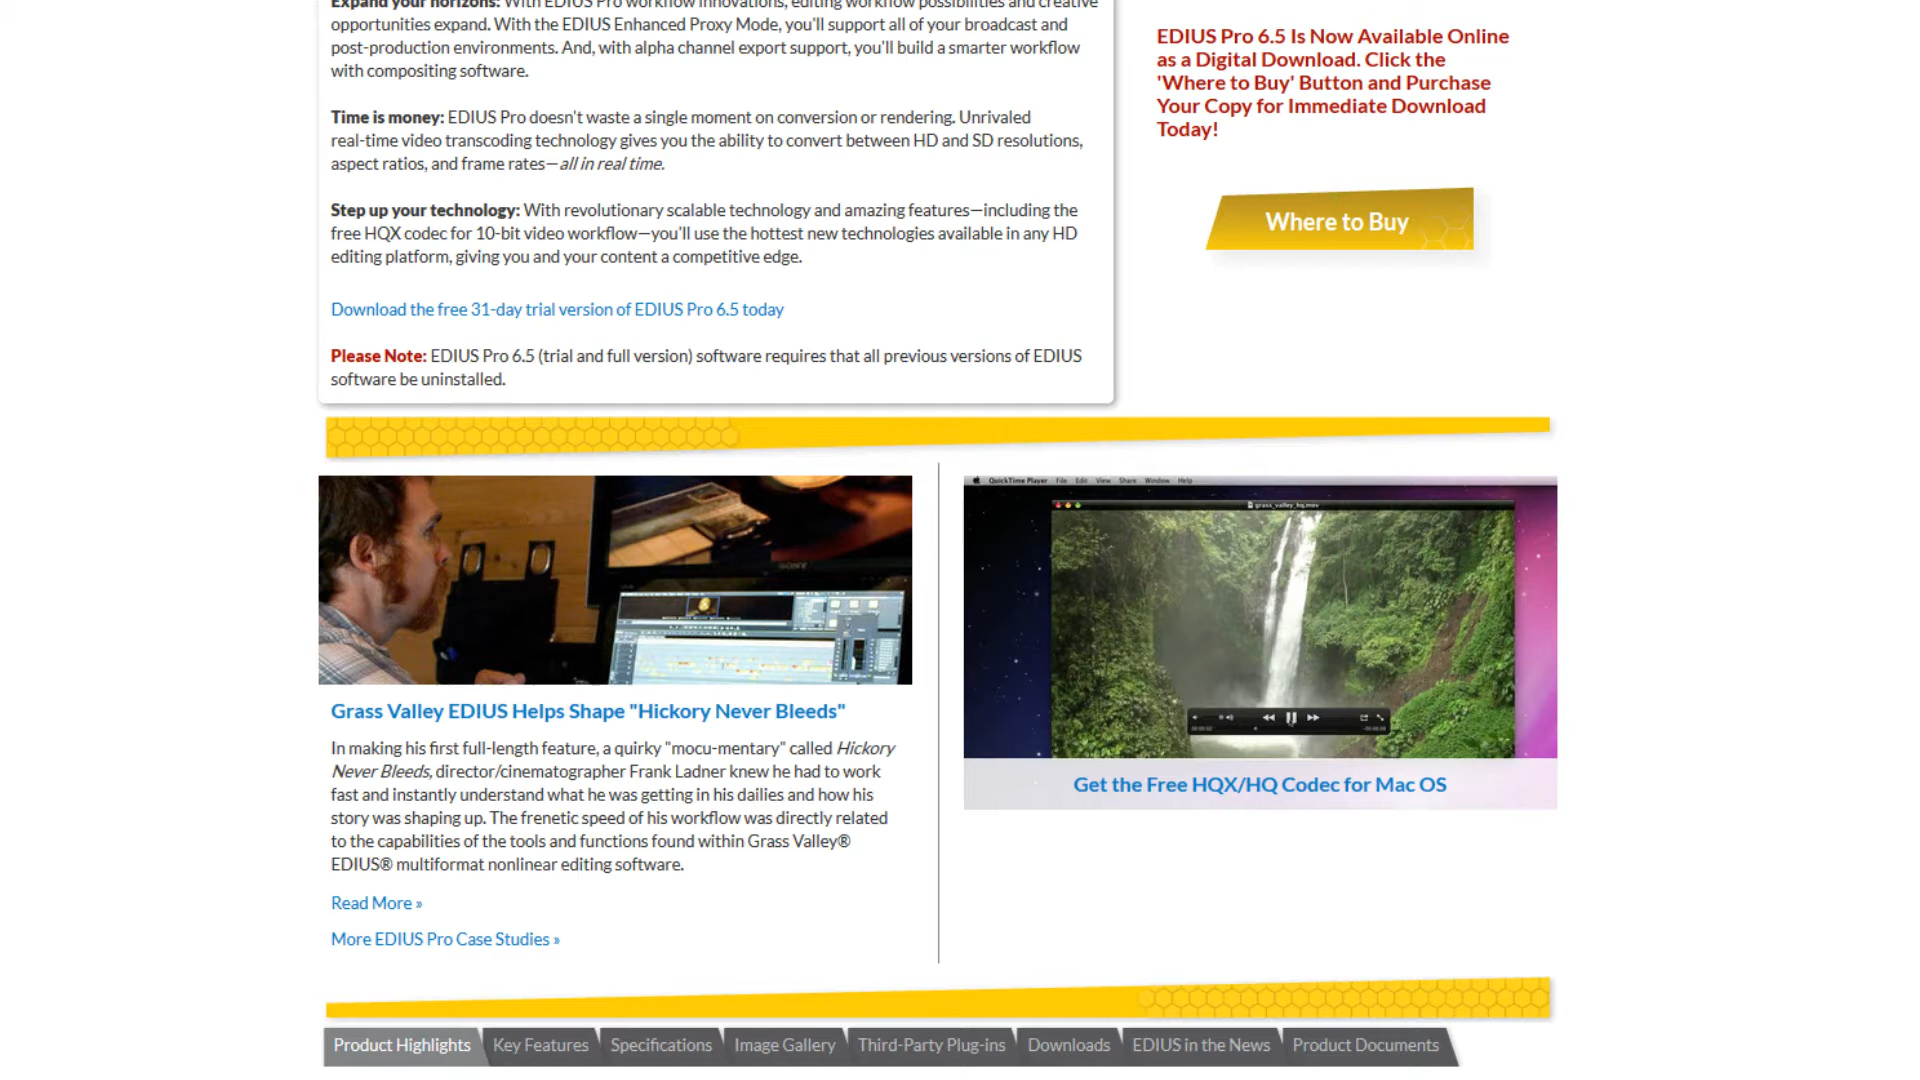 Expand your horizons: With EDIUS Pro workflow innovations, editing workflow possibilities and creative
opportunities expand. With the EDIUS Enhanced Proxy Mode, you'll support all of your broadcast and
post-production environments. And, with alpha channel export support, you'll build a smarter workflow
with compositing software.
Time is money: EDIUS Pro doesn't waste a single moment on conversion or rendering. Unrivaled
real-time video transcoding technology gives you the ability to convert between HD and SD resolutions,
aspect ratios, and frame rates—all in real time.
Step up your technology: With revolutionary scalable technology and amazing features—including the
free HQX codec for 10-bit video workflow—you'll use the hottest new technologies available in any HD
editing platform, giving you and your content a competitive edge.
Download the free 31-day trial version of EDIUS Pro 6.5 today
Please Note: EDIUS Pro 6.5 (trial and full version) software requires that all previous versions of EDIUS
software be uninstalled.
EDIUS Pro 6.5 Is Now Available Online
as a Digital Download. Click the
'Where to Buy' Button and Purchase
Your Copy for Immediate Download
Today!
Where to Buy
SONY
Grass Valley EDIUS Helps Shape "Hickory Never Bleeds"
In making his first full-length feature, a quirky "mocu-mentary" called Hickory
Never Bleeds, director/cinematographer Frank Ladner knew he had to work
fast and instantly understand what he was getting in his dailies and how his
story was shaping up. The frenetic speed of his workflow was directly related
to the capabilities of the tools and functions found within Grass Valley®
EDIUS® multiformat nonlinear editing software.
Read More »
More EDIUS Pro Case Studies »
QuickTime Player File Edit View Share Window Help
grass_valley_hq.mov
Get the Free HQX/HQ Codec for Mac OS
Product Highlights Key Features Specifications Image Gallery Third-Party Plug-ins Downloads EDIUS in the News Product Documents